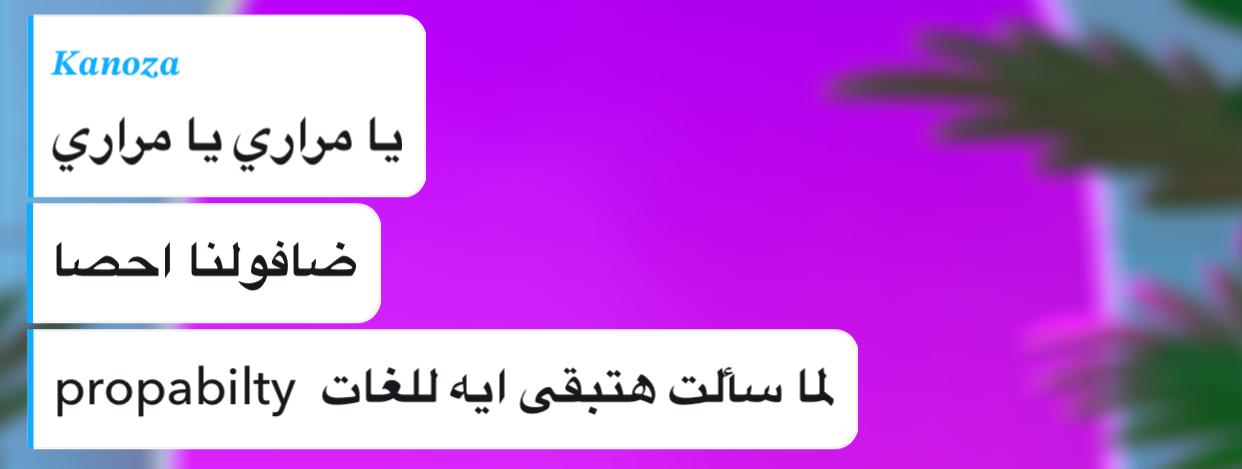 Kanoza
يا مراري يا مراري
ضافولنا احصا
لما سألت هتبقى ايه للغات propabilty